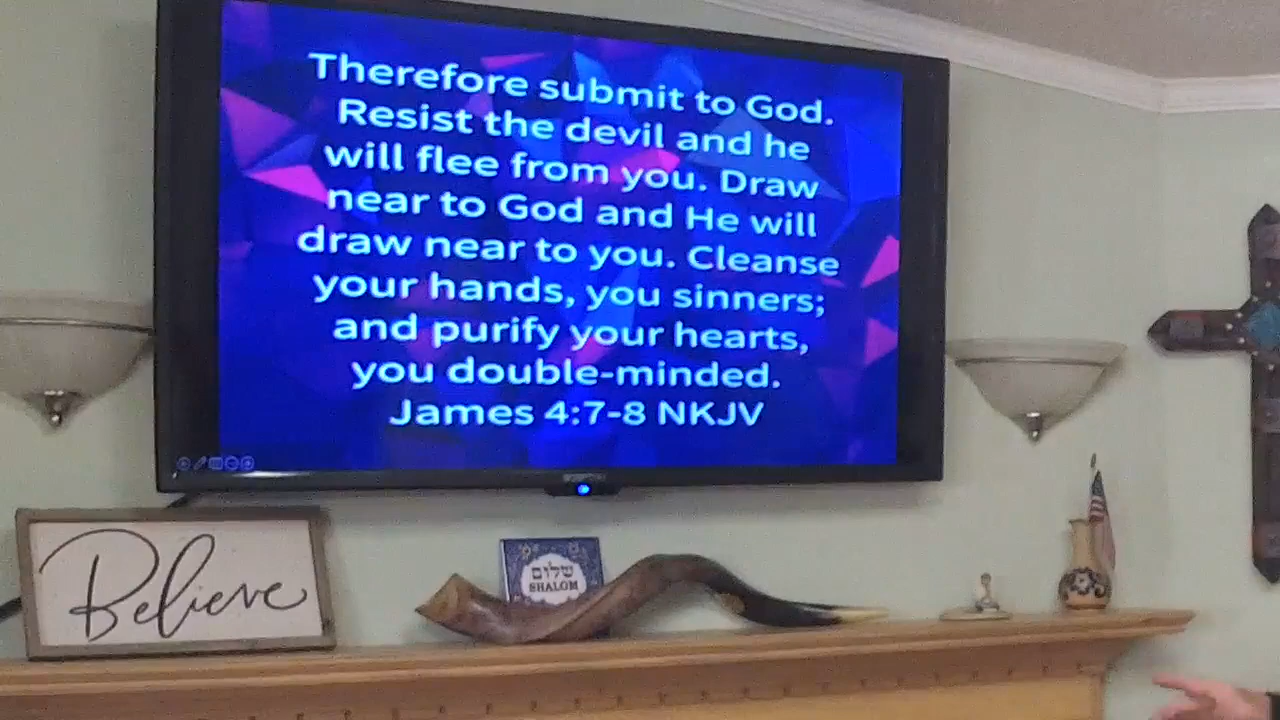 Therefore submit to God.
Resist the devil and he
will flee from you. Draw
near to God and He will
draw near to you. Cleanse
your hands, you sinners;
and purify your hearts,
you double-minded.
James 4:7-8 NKJV
Believe
שלום
SHALOM